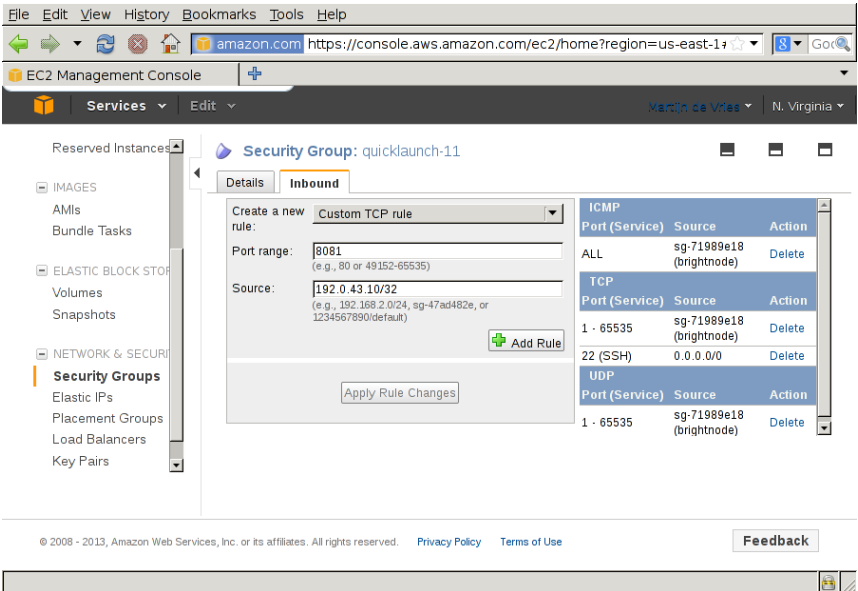 File Edit View History Bookmarks Tools Help
amazon.com https://console.aws.amazon.com/ec2/home?region=us-east-1#
EC2 Management Console
Services Edit Martijn de Vries N. Virginia
Reserved Instances
IMAGES
AMIs
Bundle Tasks
ELASTIC BLOCK STOR
Volumes
Snapshots
NETWORK & SECURI
Security Groups
Elastic IPs
Placement Groups
Load Balancers
Key Pairs
Security Group: quicklaunch-11
Details Inbound
Create a new rule: Custom TCP rule
Port range: 8081
(e.g., 80 or 49152-65535)
Source: 192.0.43.10/32
(e.g., 192.168.2.0/24, sg-47ad482e, or
1234567890/default)
Add Rule
Apply Rule Changes
ICMP
Port (Service) Source Action
ALL sg-71989e18 (brightnode) Delete
TCP
Port (Service) Source Action
1 - 65535 sg-71989e18 (brightnode) Delete
22 (SSH) 0.0.0.0/0 Delete
UDP
Port (Service) Source Action
1 - 65535 sg-71989e18 (brightnode) Delete
© 2008 - 2013, Amazon Web Services, Inc. or its affiliates. All rights reserved. Privacy Policy Terms of Use
Feedback